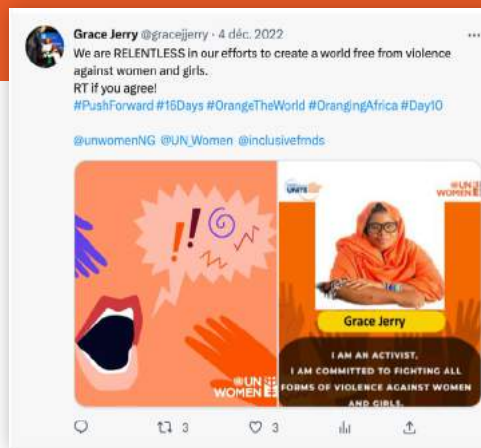 Grace Jerry @gracejjerry · 4 déc. 2022
We are RELENTLESS in our efforts to create a world free from violence
against women and girls.
RT if you agree!
#PushForward #16Days #OrangeTheWorld #OrangingAfrica #Day10
@unwomenNG @UN_Women @inclusivefrnds
!!
UN
WOMEN
UNiTE
UN
WOMEN
Grace Jerry
I AM AN ACTIVIST,
I AM COMMITTED TO FIGHTING ALL
FORMS OF VIOLENCE AGAINST WOMEN
AND GIRLS.
3
3